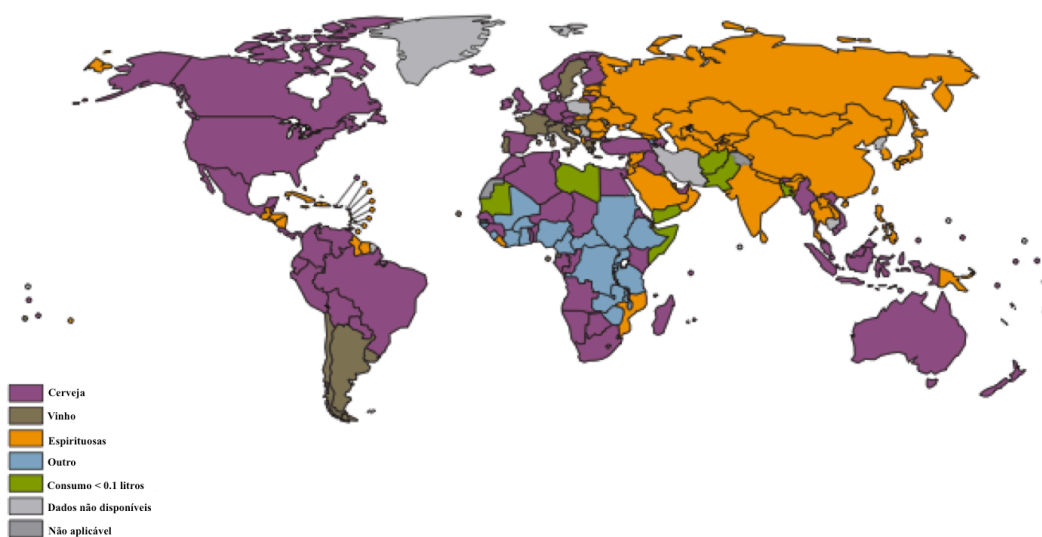 Cerveja
Vinho
Espirituosas
Outro
Consumo < 0.1 litros
Dados não disponíveis
Não aplicável